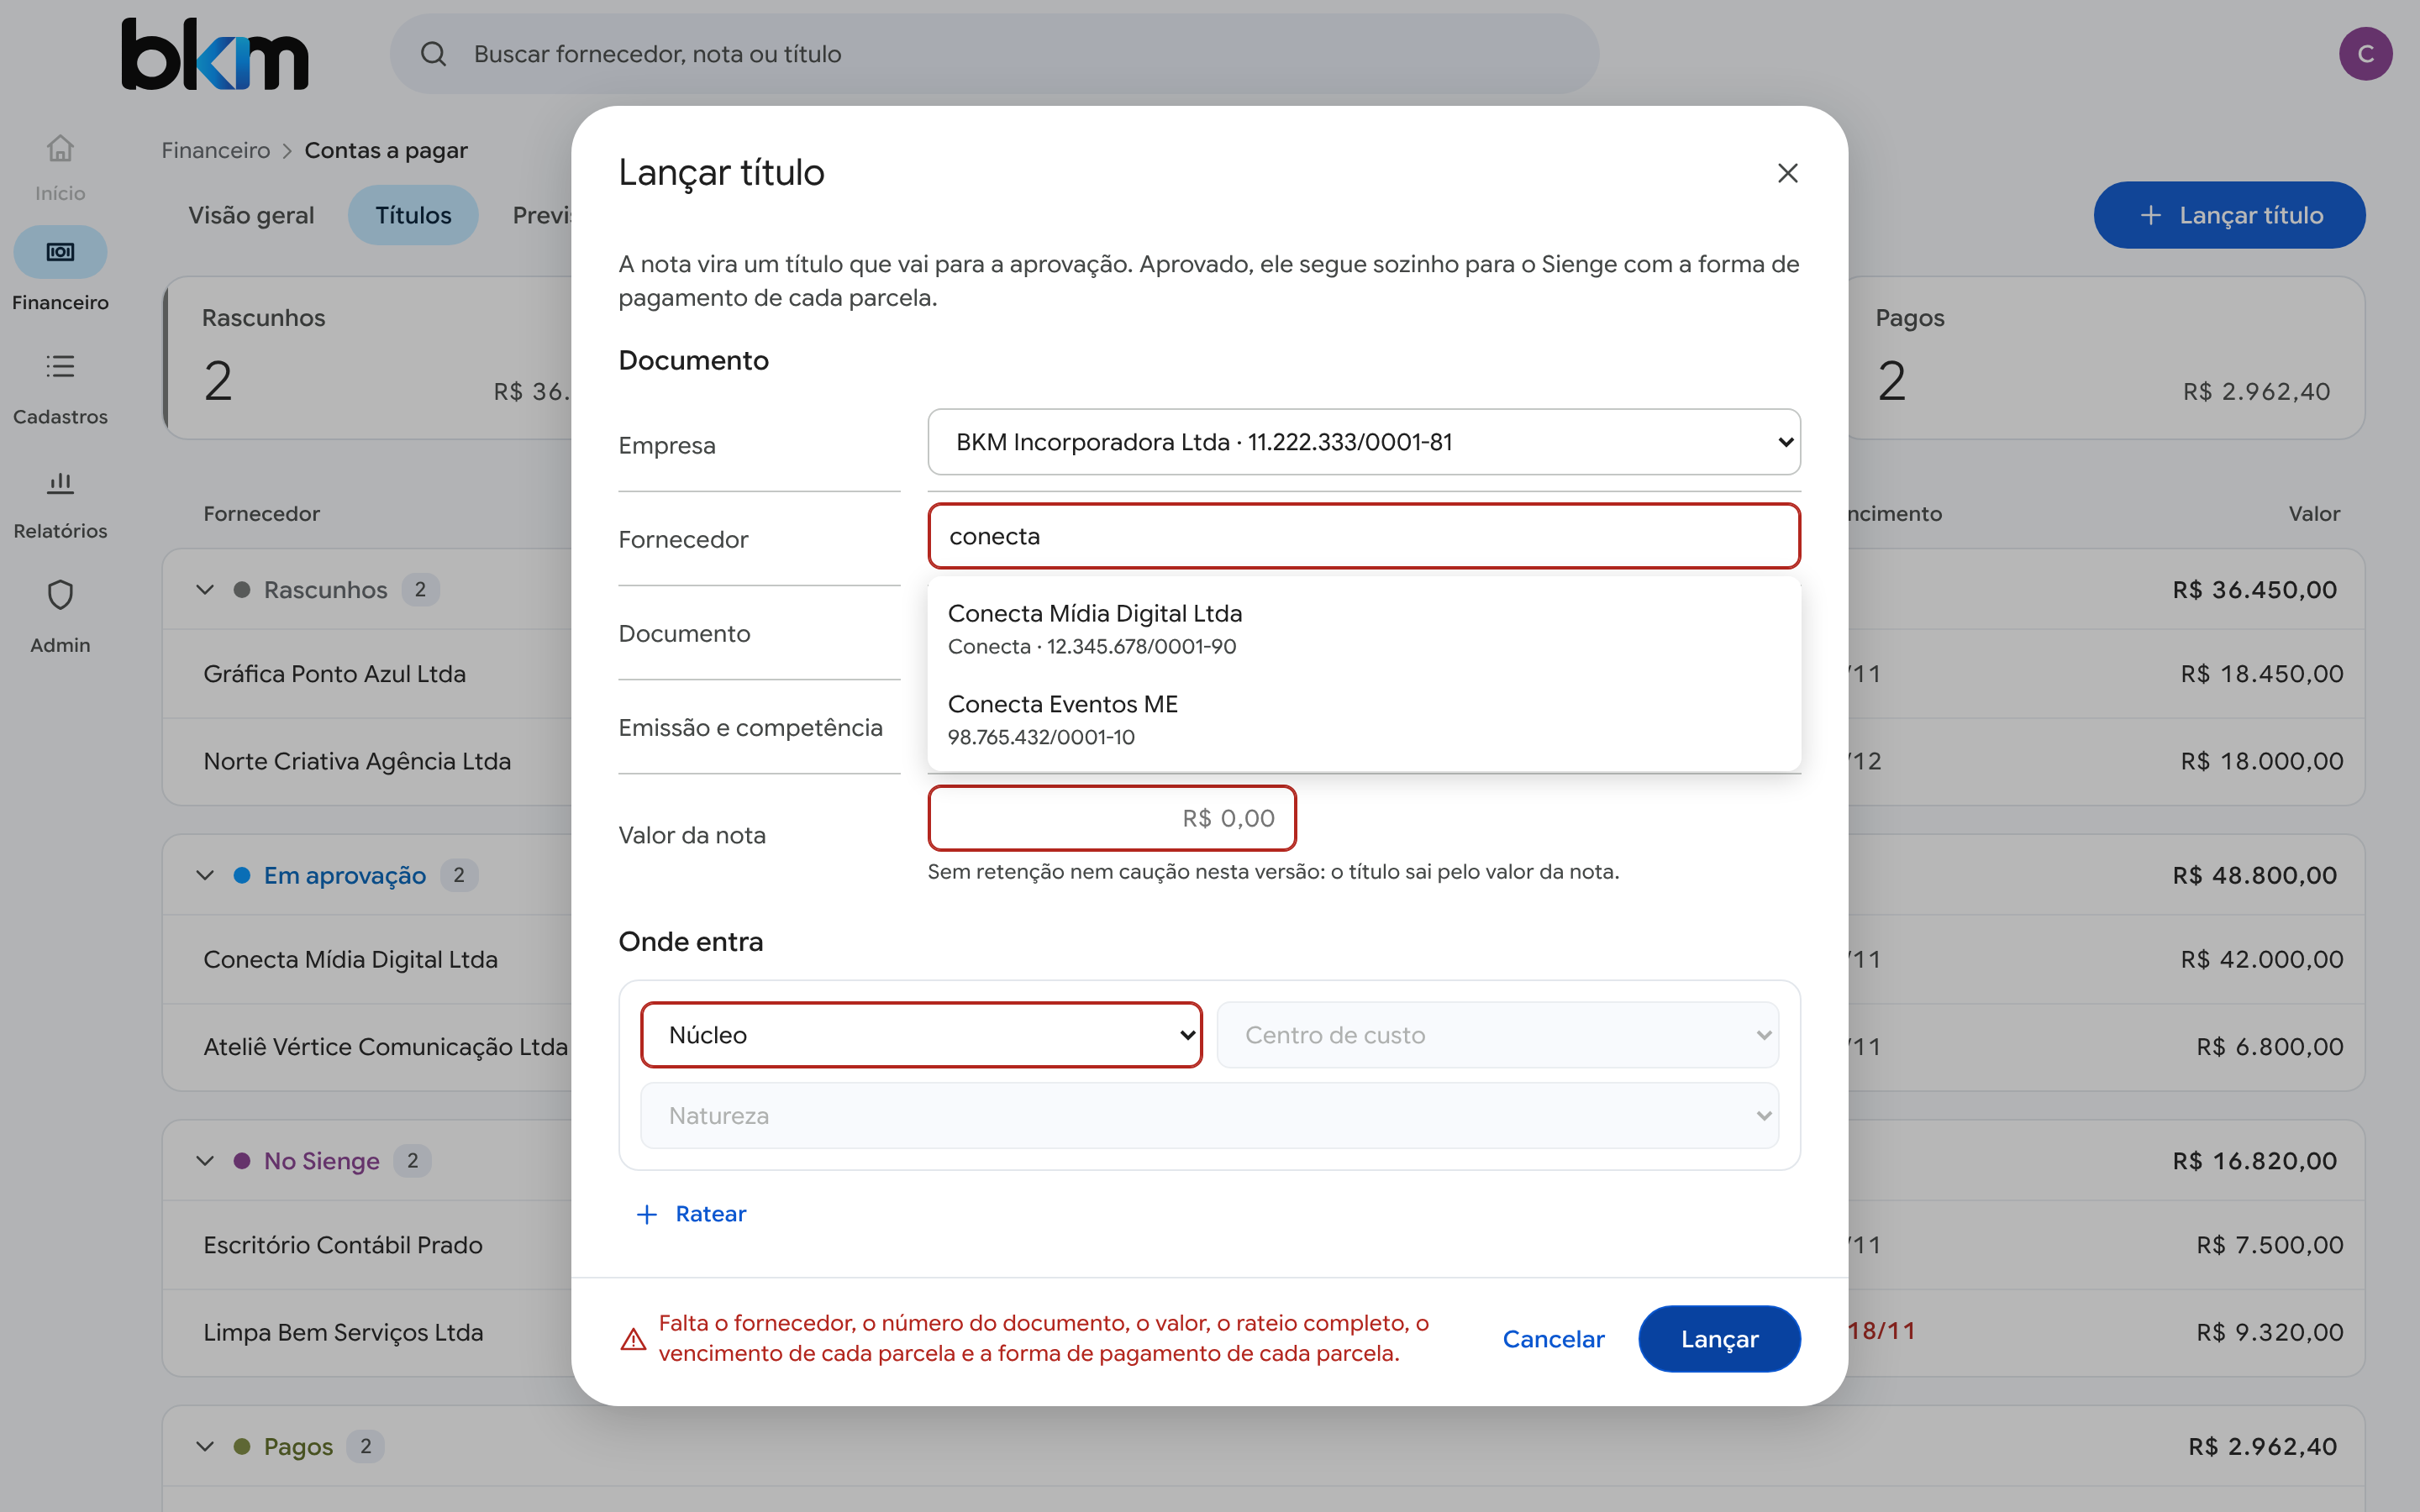 bkm
Buscar fornecedor, nota ou título
C
Início
Financeiro
Cadastros
Relatórios
Admin
Financeiro > Contas a pagar
Visão geral
Títulos
Lançar título
Rascunhos
2
R$ 36.
Pagos
2
R$ 2.962,40
Fornecedor
Valor
Rascunhos 2
R$ 36.450,00
Gráfica Ponto Azul Ltda
/11
R$ 18.450,00
Norte Criativa Agência Ltda
/12
R$ 18.000,00
Em aprovação 2
R$ 48.800,00
Conecta Mídia Digital Ltda
/11
R$ 42.000,00
Ateliê Vértice Comunicação Ltda
/11
R$ 6.800,00
No Sienge 2
R$ 16.820,00
Escritório Contábil Prado
/11
R$ 7.500,00
Limpa Bem Serviços Ltda
18/11
R$ 9.320,00
Pagos 2
R$ 2.962,40
Lançar título
A nota vira um título que vai para a aprovação. Aprovado, ele segue sozinho para o Sienge com a forma de
pagamento de cada parcela.
Documento
Empresa
BKM Incorporadora Ltda · 11.222.333/0001-81
Fornecedor
conecta
Conecta Mídia Digital Ltda
Conecta · 12.345.678/0001-90
Conecta Eventos ME
98.765.432/0001-10
Documento
Emissão e competência
Valor da nota
R$ 0,00
Sem retenção nem caução nesta versão: o título sai pelo valor da nota.
Onde entra
Núcleo
Centro de custo
Natureza
Ratear
Falta o fornecedor, o número do documento, o valor, o rateio completo, o
vencimento de cada parcela e a forma de pagamento de cada parcela.
Cancelar
Lançar